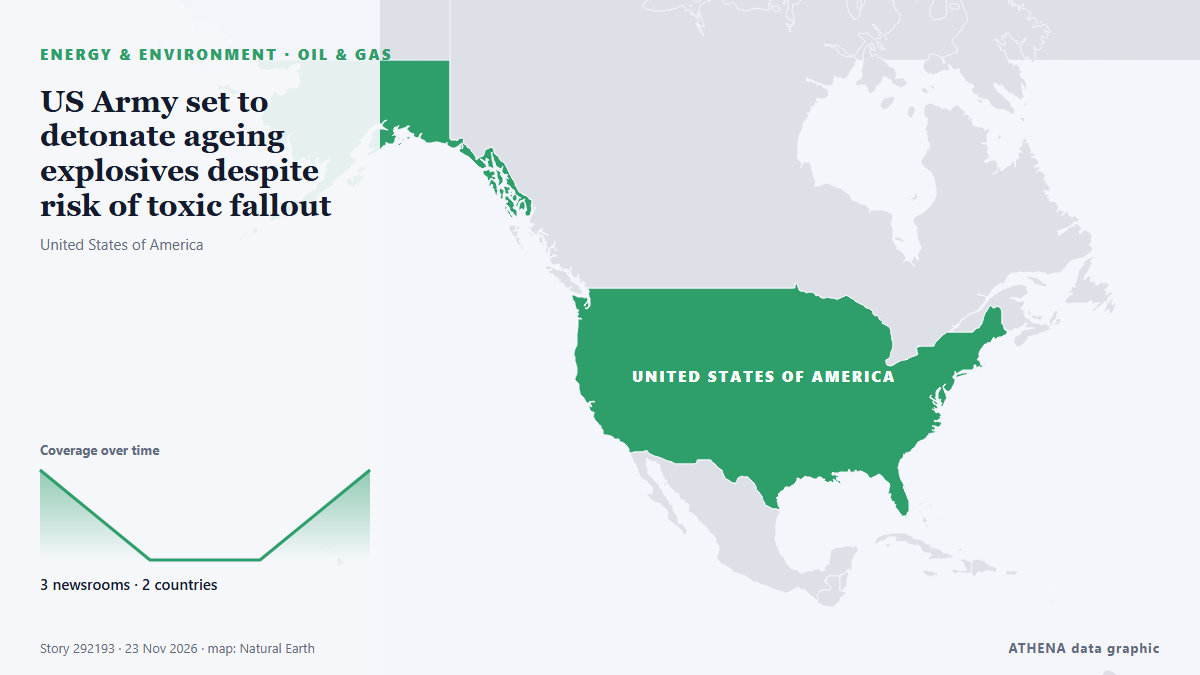 ENERGY & ENVIRONMENT · OIL & GAS
US Army set to
detonate ageing
explosives despite
risk of toxic fallout
United States of America
UNITED STATES OF AMERICA
Coverage over time
3 newsrooms · 2 countries
Story 292193 · 23 Nov 2026 · map: Natural Earth
ATHENA data graphic